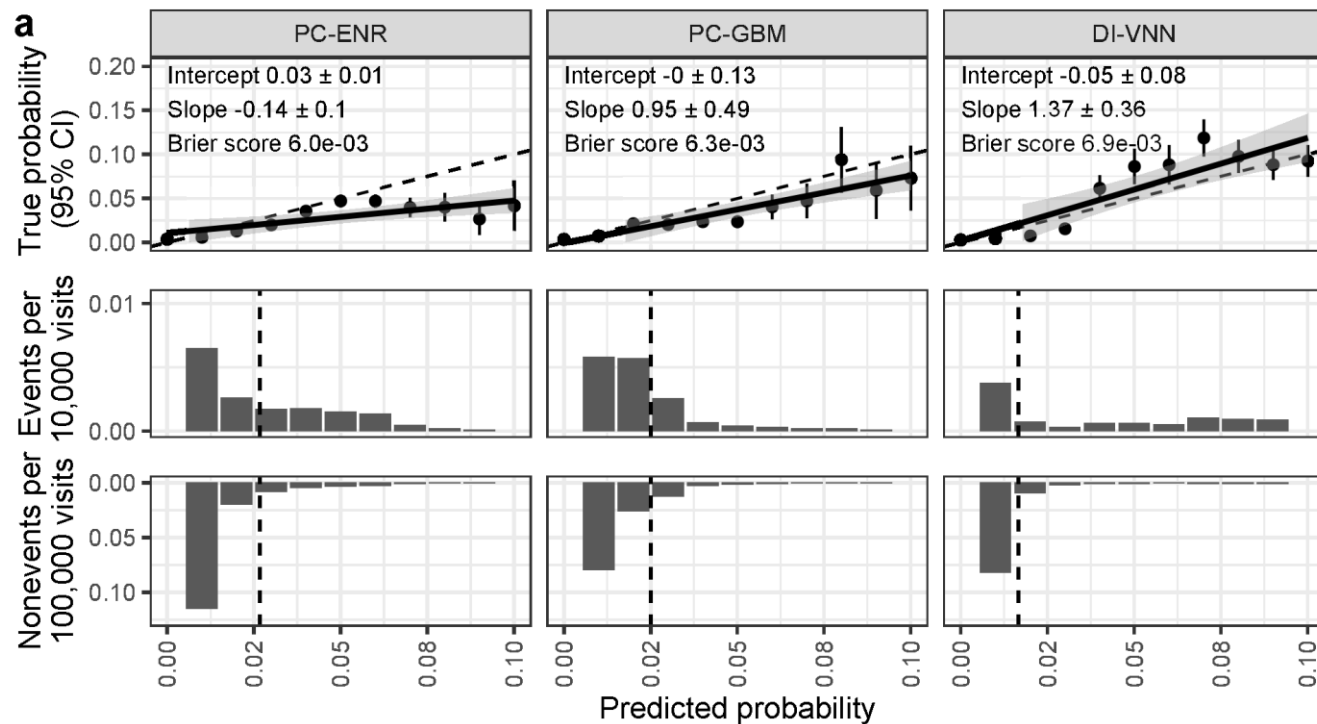 a
PC-ENR
PC-GBM
DI-VNN
True probability
(95% CI)
0.20
0.15
0.10
0.05
0.00
Intercept 0.03 ± 0.01
Slope -0.14 ± 0.1
Brier score 6.0e-03
Intercept -0 ± 0.13
Slope 0.95 ± 0.49
Brier score 6.3e-03
Intercept -0.05 ± 0.08
Slope 1.37 ± 0.36
Brier score 6.9e-03
Events per
10,000 visits
0.01
0.00
Nonevents per
100,000 visits
0.00
0.05
0.10
0.00
0.02
0.05
0.08
0.10
0.00
0.02
0.05
0.08
0.10
0.00
0.02
0.05
0.08
0.10
Predicted probability